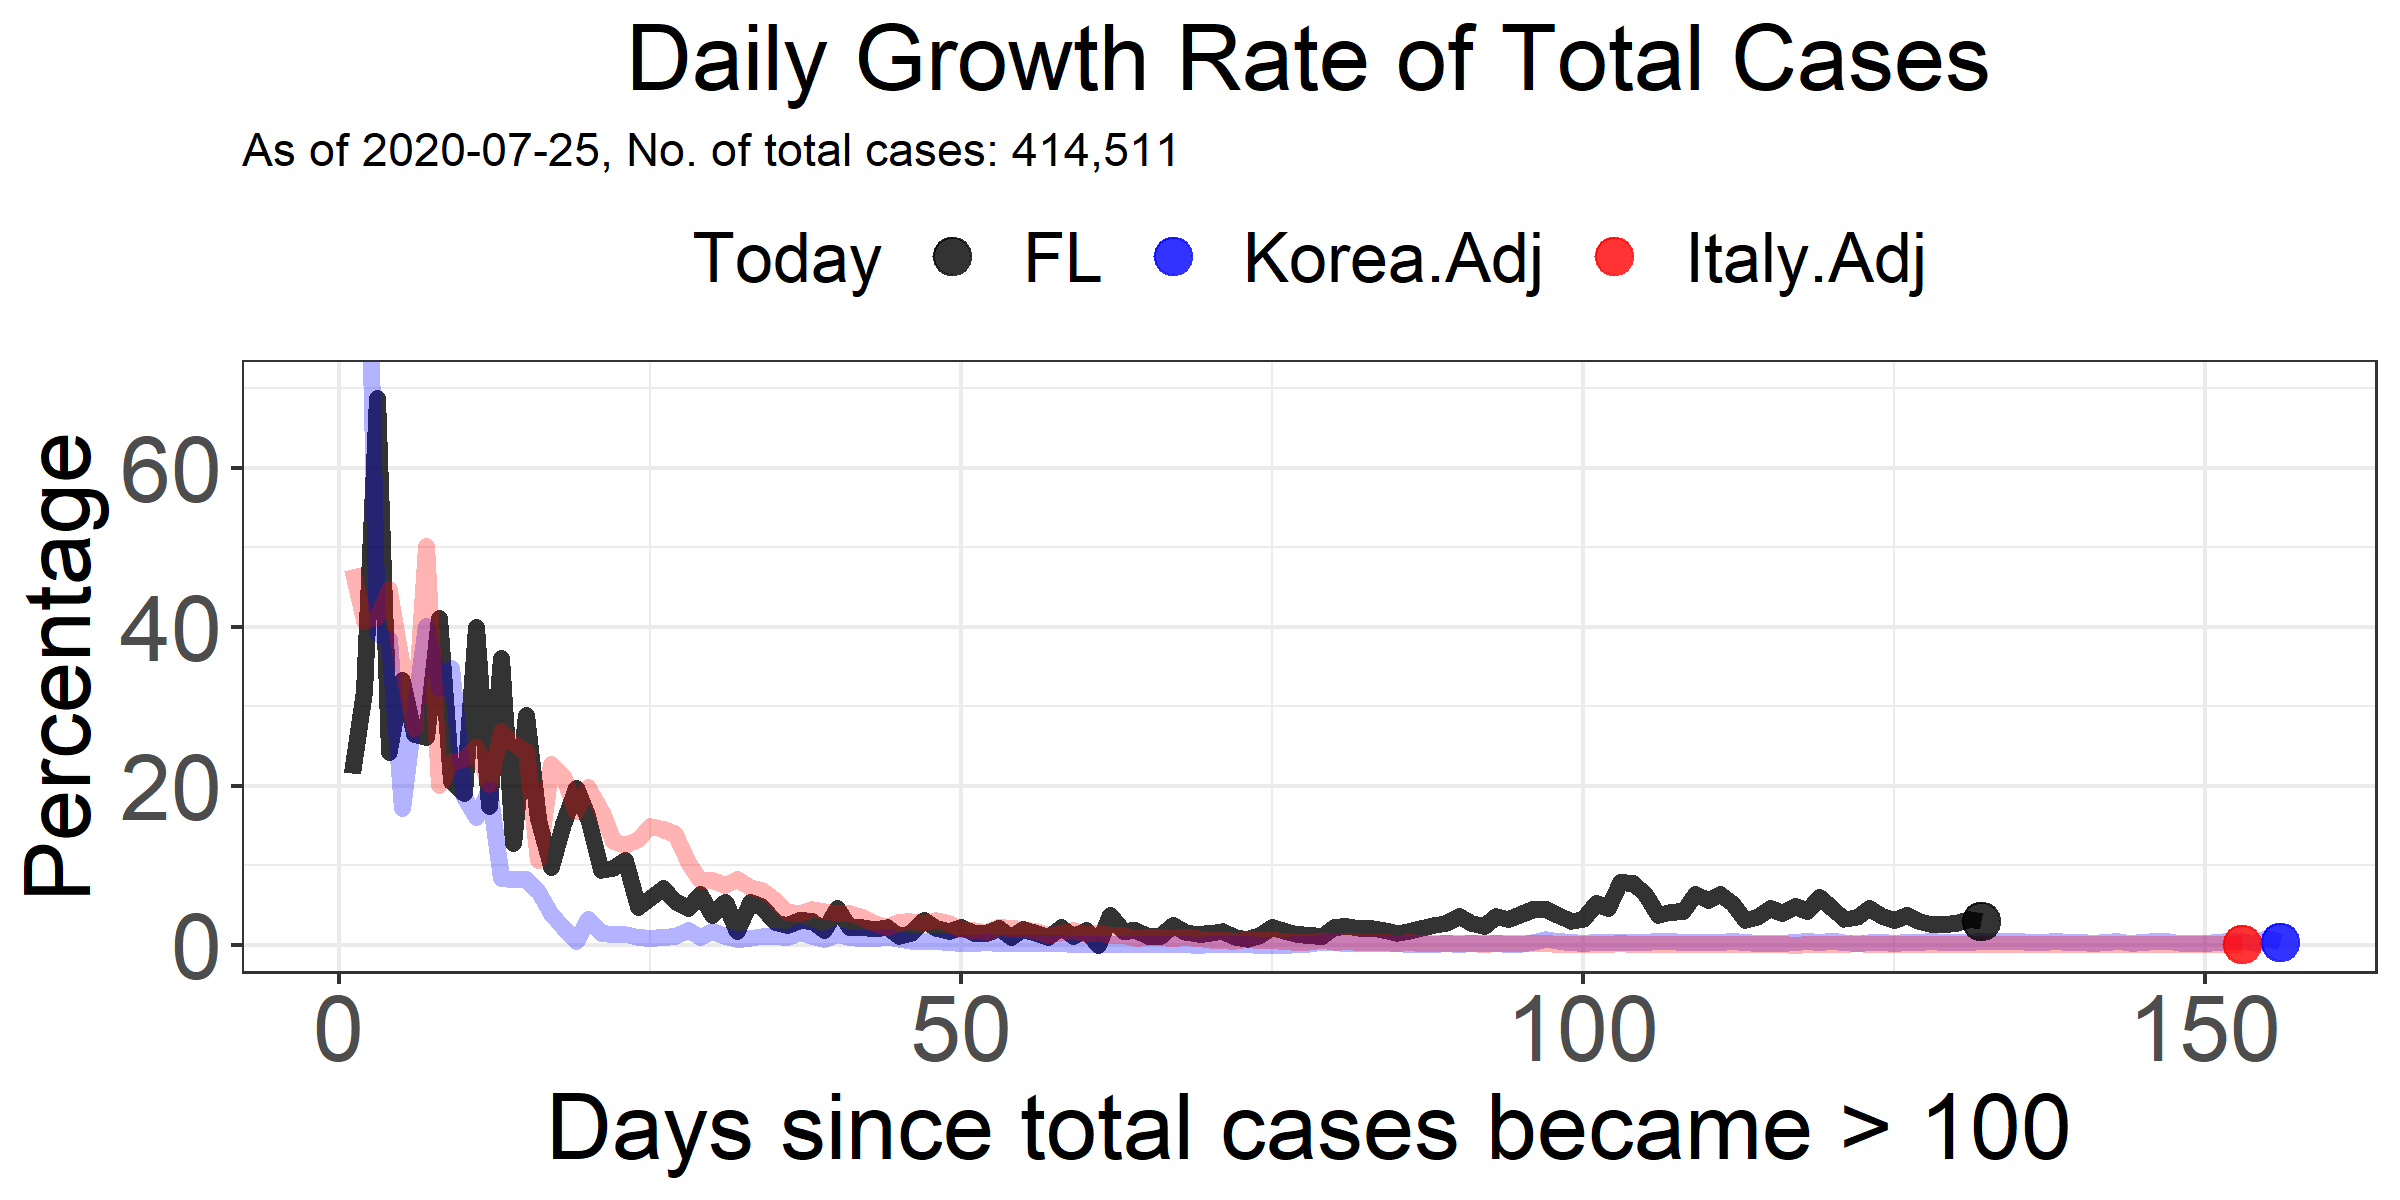 Daily Growth Rate of Total Cases
As of 2020-07-25, No. of total cases: 414,511
Today FL Korea.Adj Italy.Adj
Percentage
60
40
20
0
0 50 100 150
Days since total cases became > 100